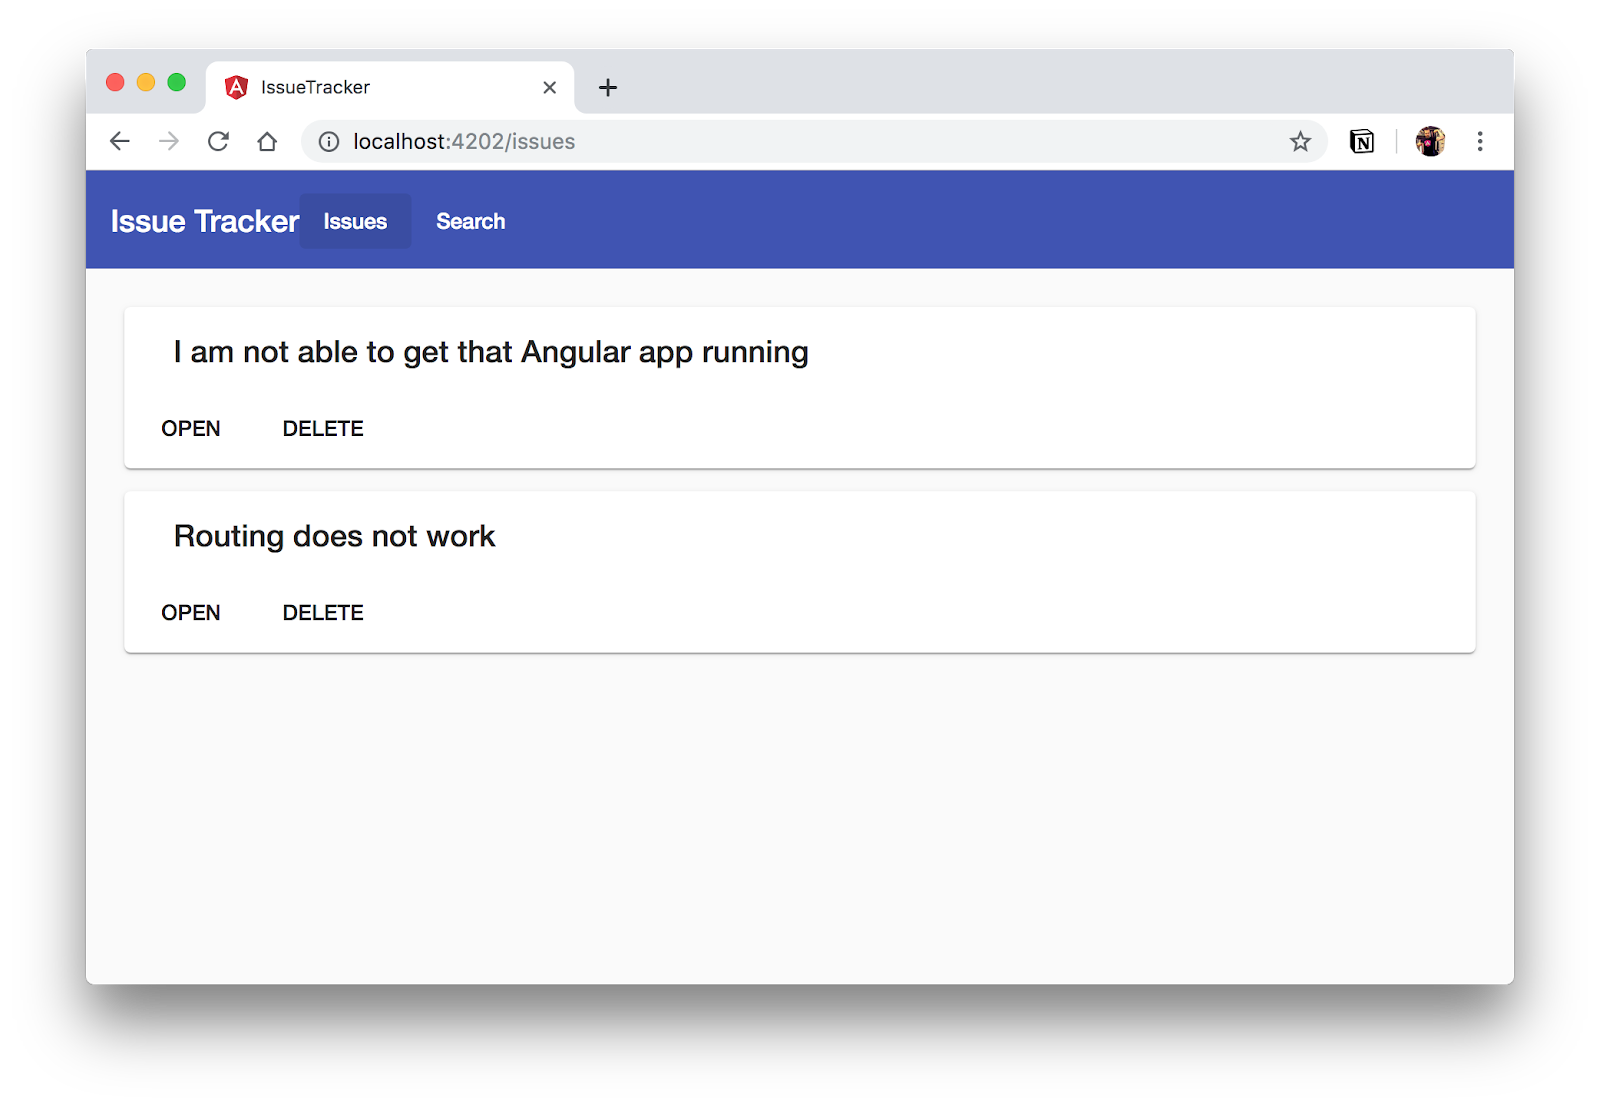 IssueTracker
localhost:4202/issues
Issue Tracker Issues Search
I am not able to get that Angular app running
OPEN DELETE
Routing does not work
OPEN DELETE